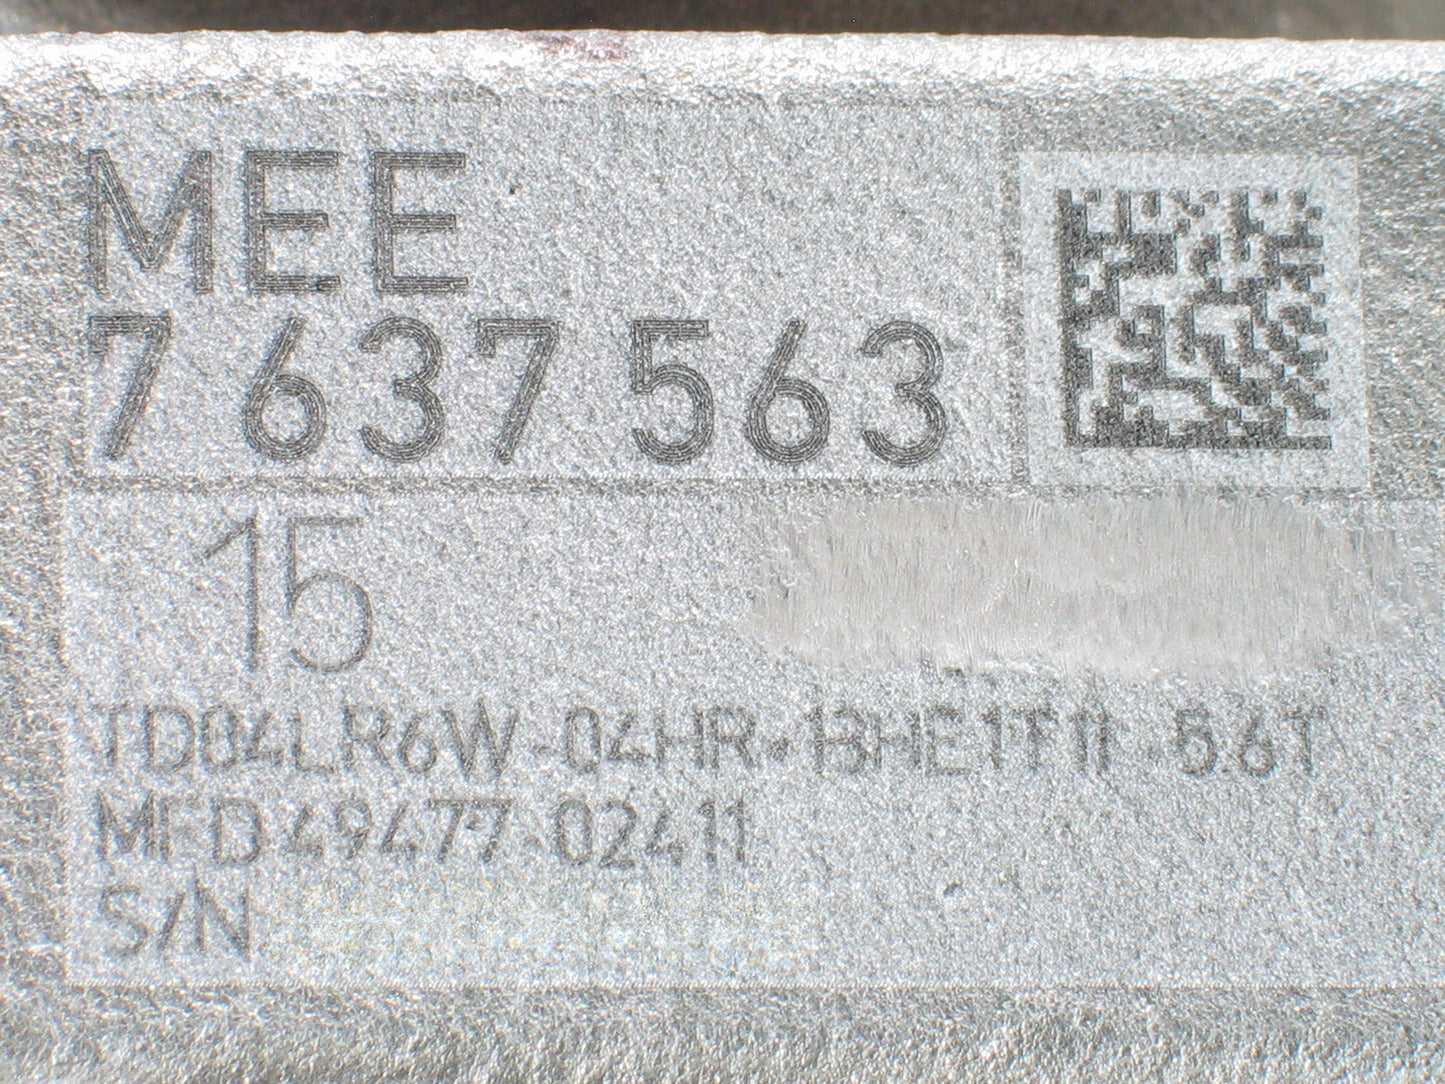 MEE
7 637 563
15
TD04LR6W-04HR·13HE1T11 5.6T
MFD 49477-02411
S/N